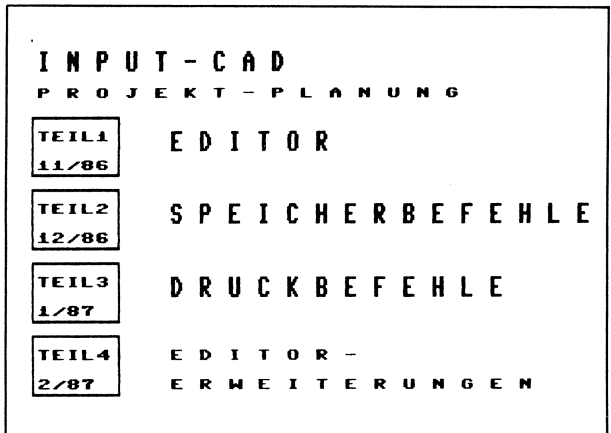 INPUT-CAD
PROJEKT-PLANUNG
TEIL1
11/86
EDITOR
TEIL2
12/86
SPEICHERBEFEHLE
TEIL3
1/87
DRUCKBEFEHLE
TEIL4
2/87
EDITOR-
ERWEITERUNGEN